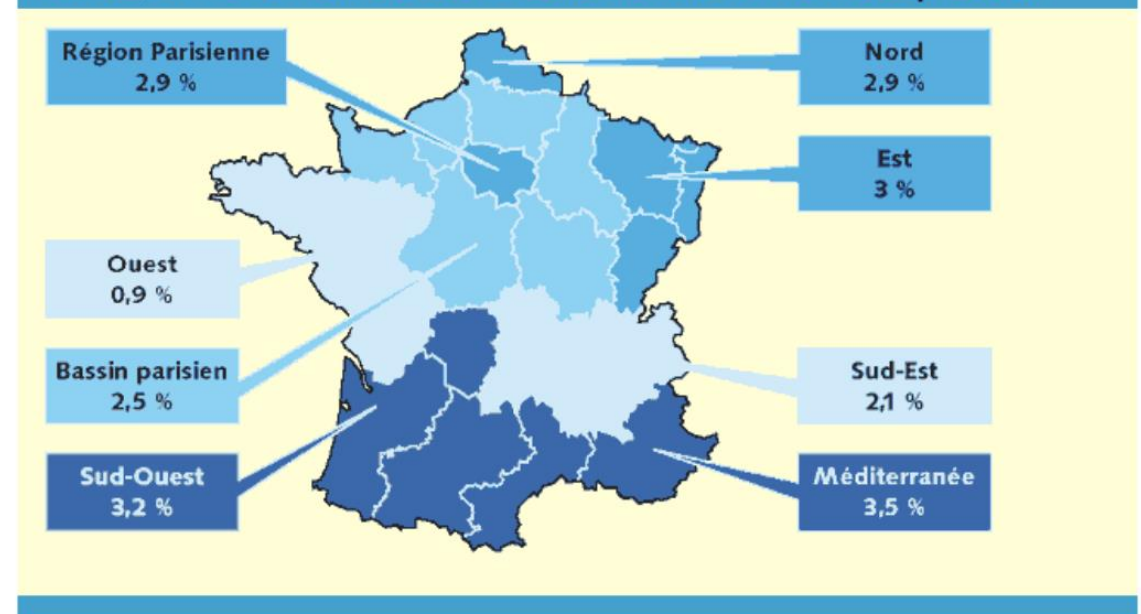 Région Parisienne
2,9 %
Nord
2,9 %
Est
3 %
Ouest
0,9 %
Bassin parisien
2,5 %
Sud-Est
2,1 %
Sud-Ouest
3,2 %
Méditerranée
3,5 %